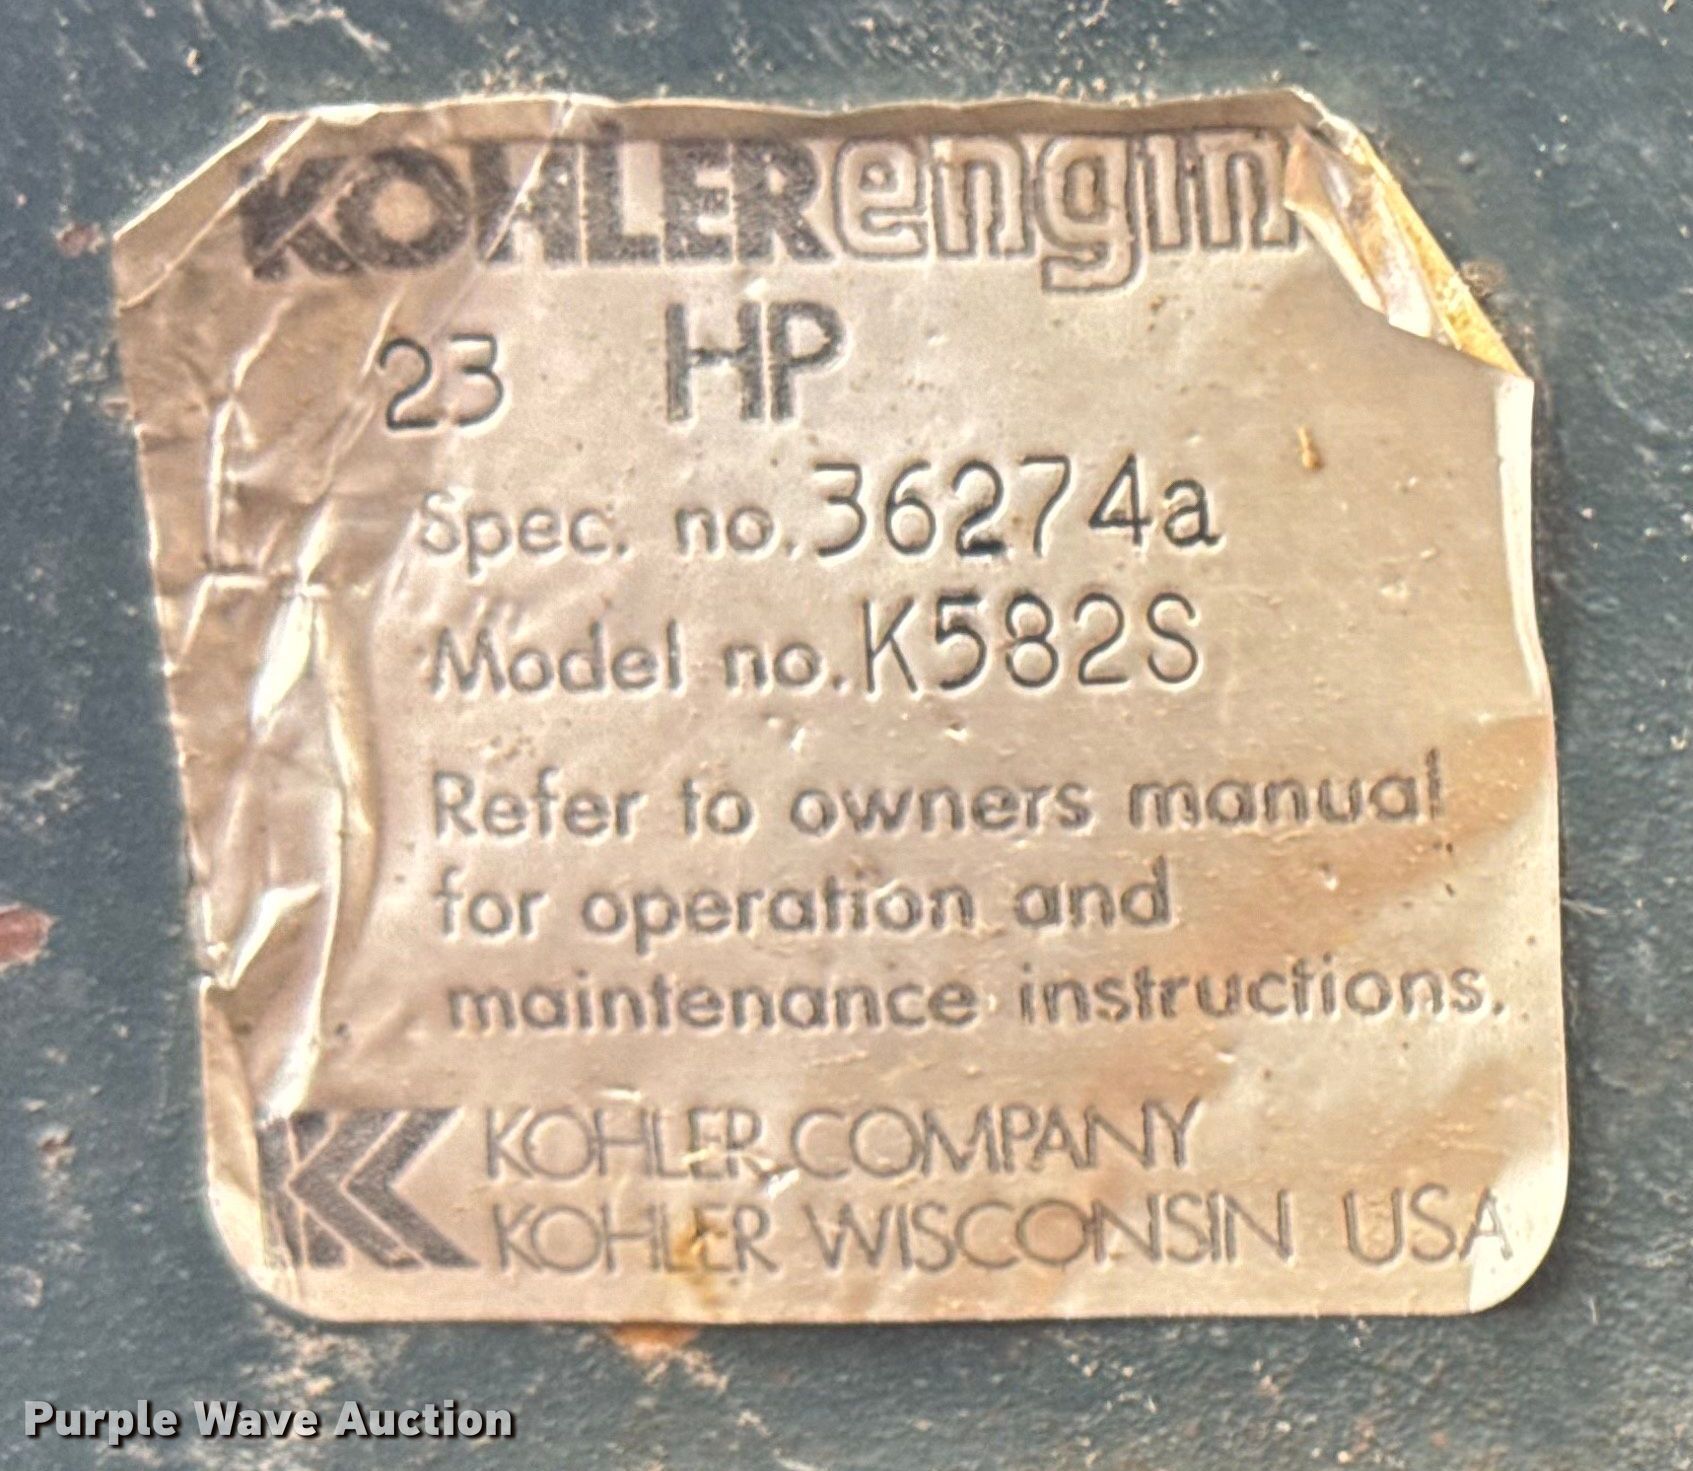 KOHLERengin
23 HP
Spec. no. 36274a
Model no. K582S
Refer to owners manual
for operation and
maintenance instructions.
KOHLER COMPANY
KOHLER WISCONSIN USA
Purple Wave Auction